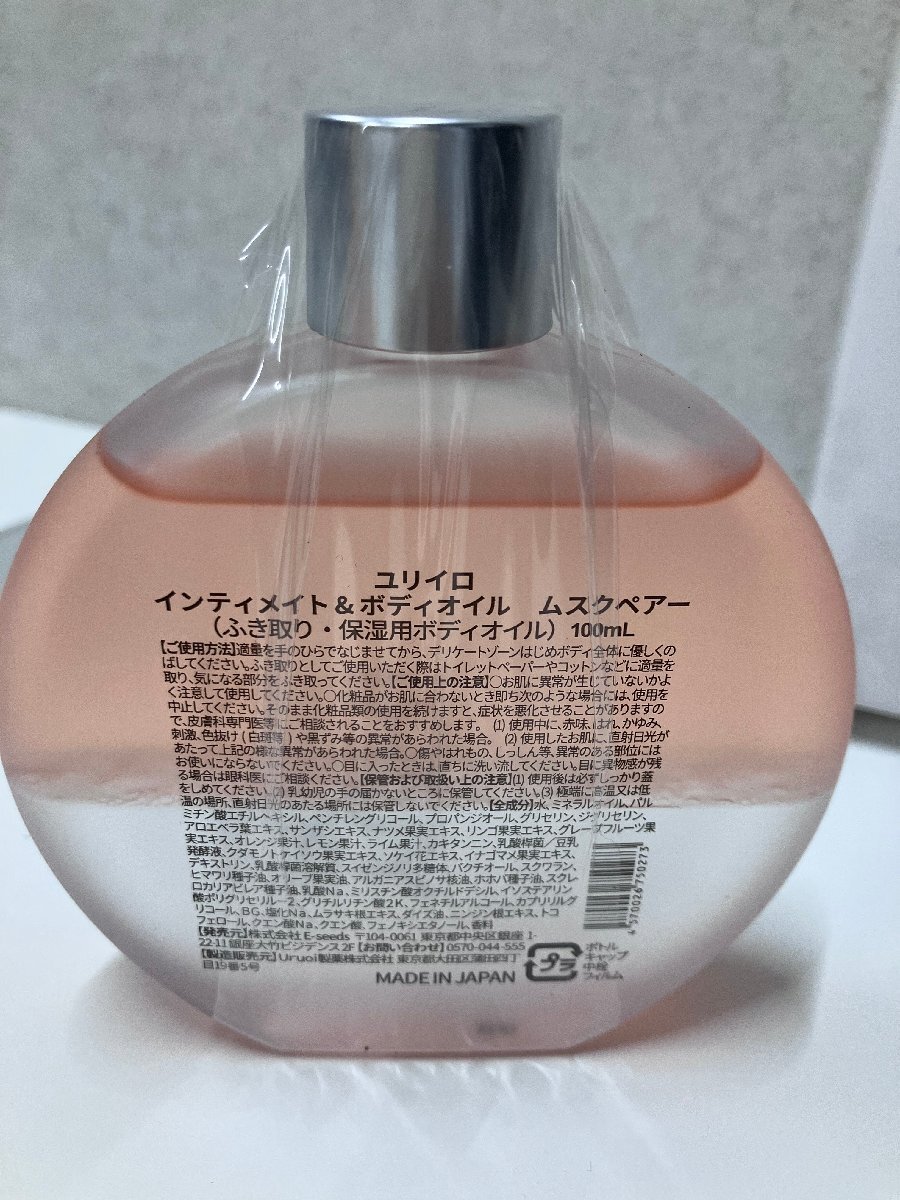 ユリイロ
インティメイト＆ボディオイル　ムスクペアー
（ふき取り・保湿用ボディオイル）100mL
【ご使用方法】適量を手のひらでなじませてから、デリケートゾーンはじめボディ全体に優しくの
ばしてください。ふき取りとしてご使用いただく際はトイレットペーパーやコットンなどに適量を
取り、気になる部分をふき取ってください。【ご使用上の注意】○お肌に異常が生じていないかよ
く注意して使用してください。○化粧品がお肌に合わないとき即ち次のような場合には、使用を
中止してください。そのまま化粧品類の使用を続けますと、症状を悪化させることがありますの
で、皮膚科専門医等にご相談されることをおすすめします。(1) 使用中に、赤味、はれ、かゆみ、
刺激、色抜け（白斑等）や黒ずみ等の異常があらわれた場合。(2) 使用したお肌に、直射日光が
あたって上記の様な異常があらわれた場合。○傷やはれもの、しっしん等、異常のある部位には
お使いにならないでください。○目に入ったときは、直ちに洗い流してください。目に異物感が残
る場合は眼科医にご相談ください。【保管および取扱い上の注意】(1) 使用後は必ずしっかり蓋
をしめてください。(2) 乳幼児の手の届かないところに保管してください。(3) 極端に高温又は低
温の場所、直射日光のあたる場所には保管しないでください。【全成分】水、ミネラルオイル、パル
ミチン酸エチルヘキシル、ペンチレングリコール、プロパンジオール、グリセリン、ジグリセリン、
アロエベラ葉エキス、サンザシエキス、ナツメ果実エキス、リンゴ果実エキス、グレープフルーツ果
実エキス、オレンジ果汁、レモン果汁、ライム果汁、カキタンニン、乳酸桿菌／豆乳
発酵液、クダモノトケイソウ果実エキス、ソケイ花エキス、イナゴマメ果実エキス、
デキストリン、乳酸桿菌溶解質、スイゼンジノリ多糖体、バクチオール、スクワラン、
ヒマワリ種子油、オリーブ果実油、アルガニアスピノサ核油、ホホバ種子油、スクレ
ロカリアビレア種子油、乳酸Ｎａ、ミリスチン酸オクチルドデシル、イソステアリン
酸ポリグリセリル－2、グリチルリチン酸２Ｋ、フェネチルアルコール、カプリリルグ
リコール、ＢＧ、塩化Ｎａ、ムラサキ根エキス、ダイズ油、ニンジン根エキス、トコ
フェロール、クエン酸Ｎａ、クエン酸、フェノキシエタノール、香料
【発売元】株式会社 E-seeds 〒104-0061 東京都中央区銀座 1-
22-11 銀座大竹ビジデンス 2F【お問い合わせ】0570-044-555
【製造販売元】Uruoi製薬株式会社 東京都大田区蒲田四丁
目19番5号
MADE IN JAPAN
プラ
ボトル
キャップ
中栓
フィルム
4 570026 750273